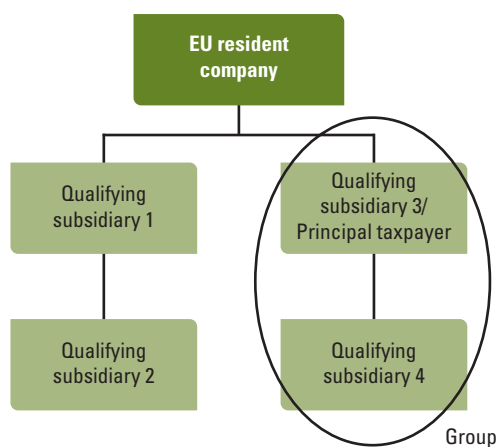 EU resident
company
Qualifying
subsidiary 1
Qualifying
subsidiary 3/
Principal taxpayer
Qualifying
subsidiary 2
Qualifying
subsidiary 4
Group